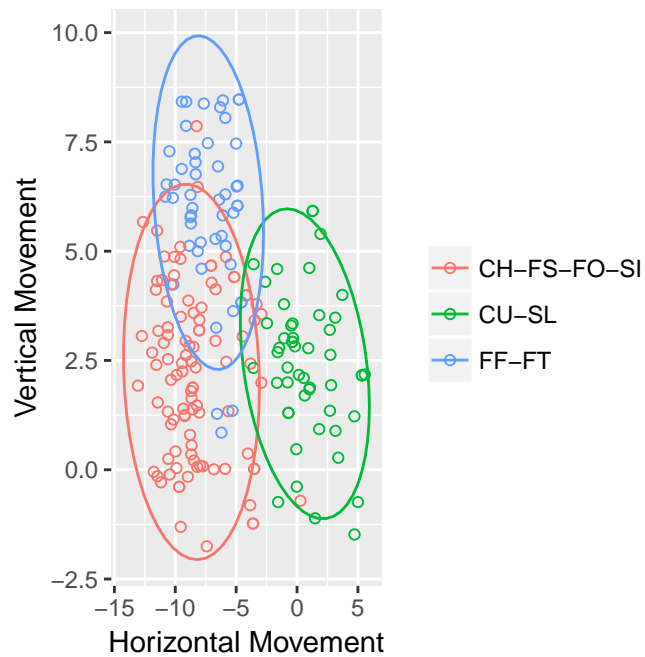 10.0
7.5
5.0
2.5
0.0
−2.5
−15 −10 −5 0 5
Horizontal Movement
Vertical Movement
CH−FS−FO−SI
CU−SL
FF−FT